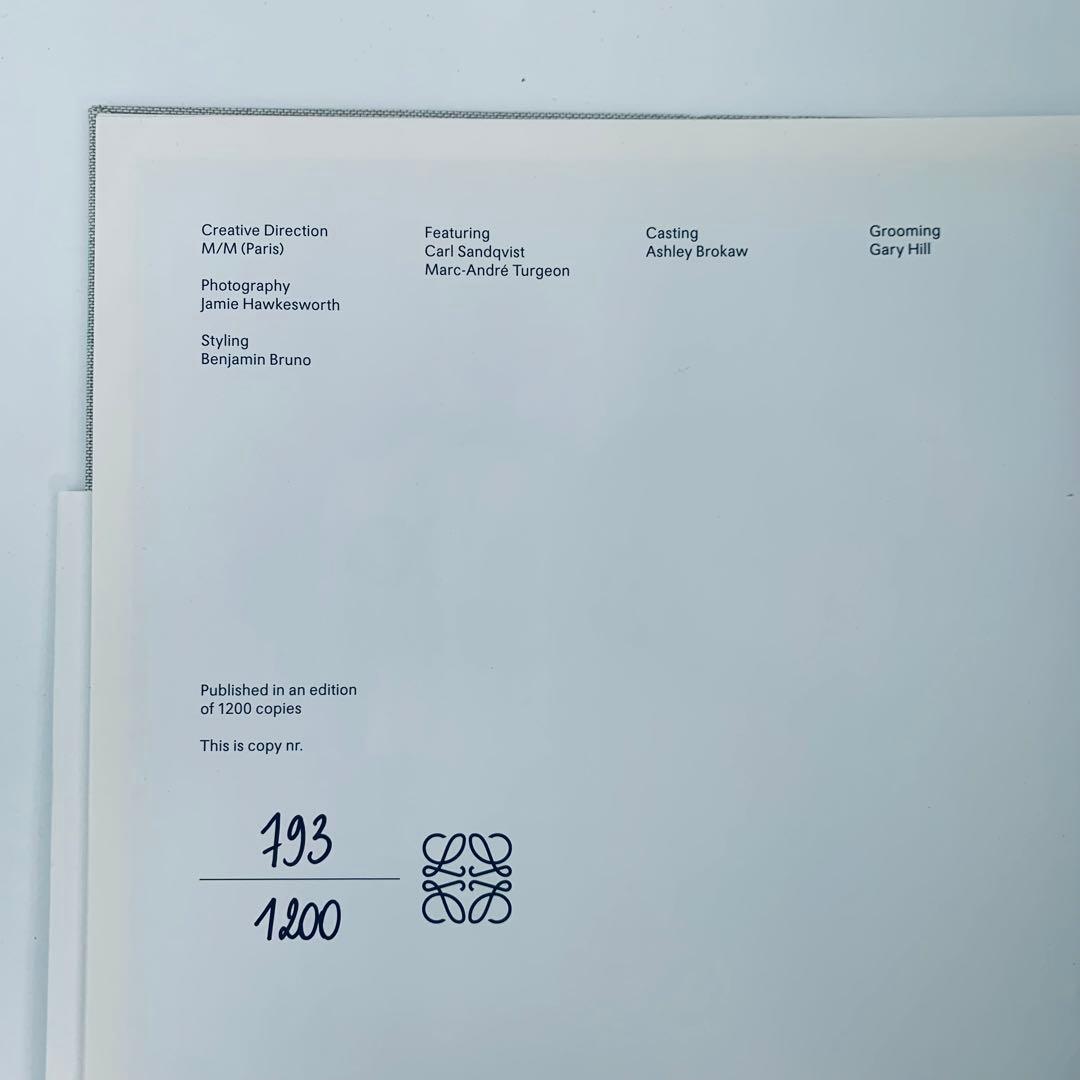 Creative Direction
M/M (Paris)
Photography
Jamie Hawkesworth
Styling
Benjamin Bruno
Featuring
Carl Sandqvist
Marc-André Turgeon
Casting
Ashley Brokaw
Grooming
Gary Hill
Published in an edition
of 1200 copies
This is copy nr.
793
1200